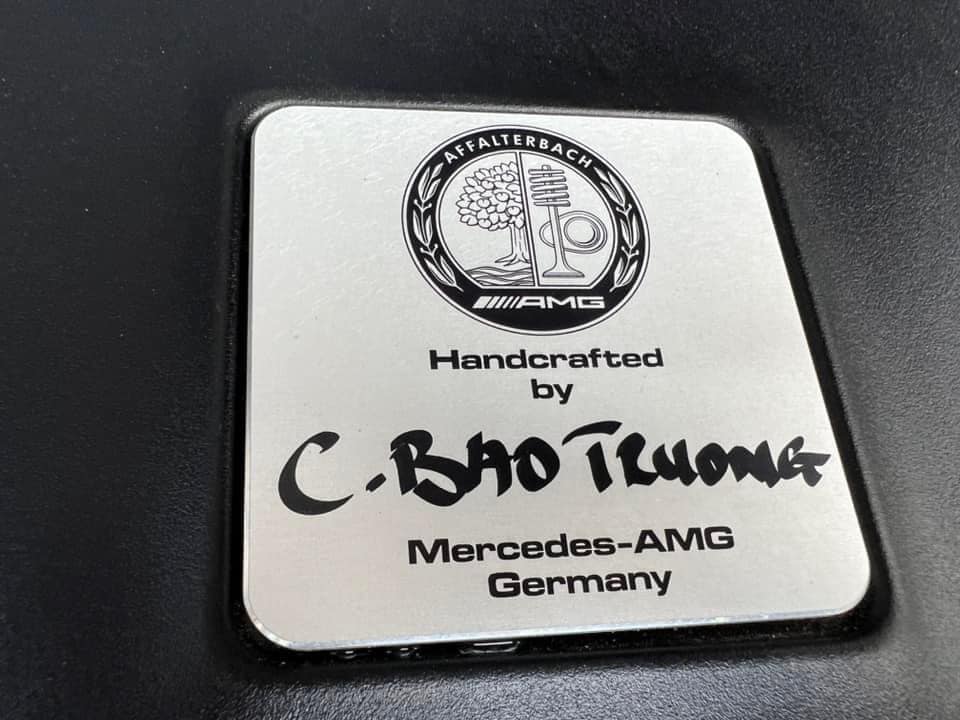 AFFALTERBACH
AMG
Handcrafted
by
C. BAO TRUONG
Mercedes-AMG
Germany